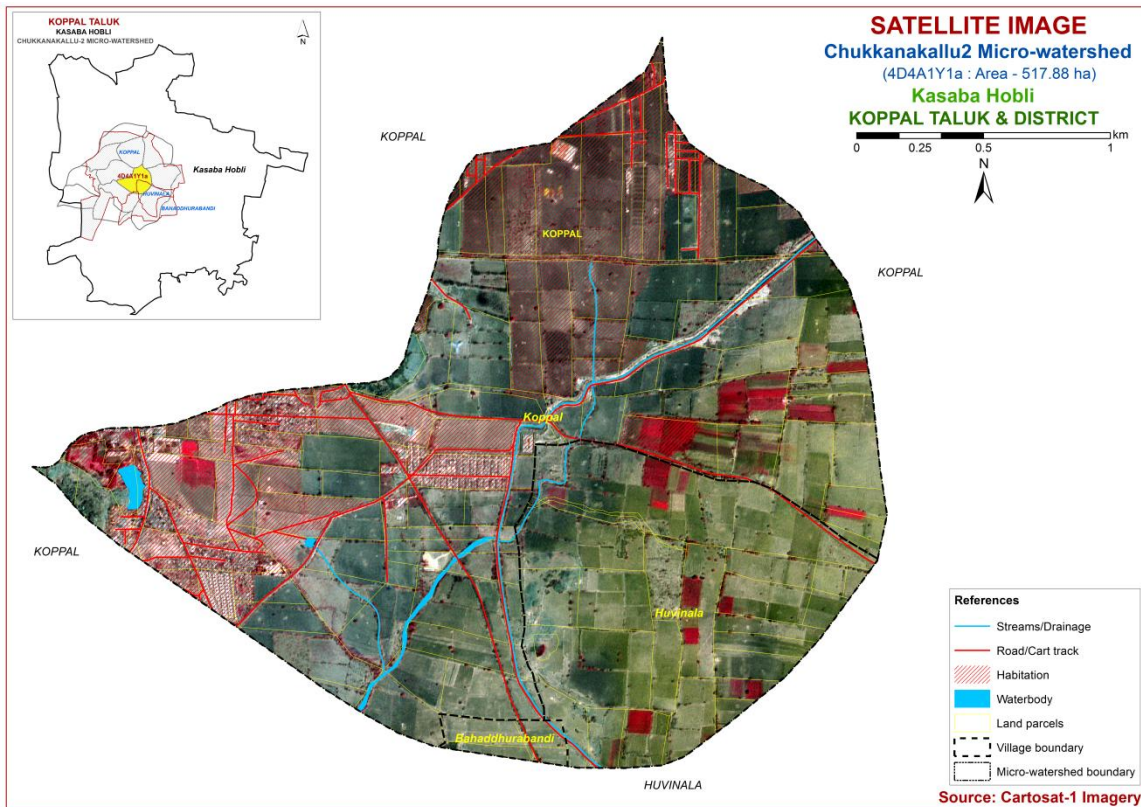 KOPPAL TALUK
KASABA HOBLI
CHUKKANAKALLU-2 MICRO-WATERSHED
N
KOPPAL
Kasaba Hobli
4D4A1Y1a
HUVINALA
BAHADDHURABANDI
SATELLITE IMAGE
Chukkanakallu2 Micro-watershed
(4D4A1Y1a : Area - 517.88 ha)
Kasaba Hobli
KOPPAL TALUK & DISTRICT
km
0 0.25 0.5 1
N
KOPPAL
KOPPAL
KOPPAL
Koppal
KOPPAL
Huvinala
Bahaddhurabandi
HUVINALA
References
Streams/Drainage
Road/Cart track
Habitation
Waterbody
Land parcels
Village boundary
Micro-watershed boundary
Source: Cartosat-1 Imagery